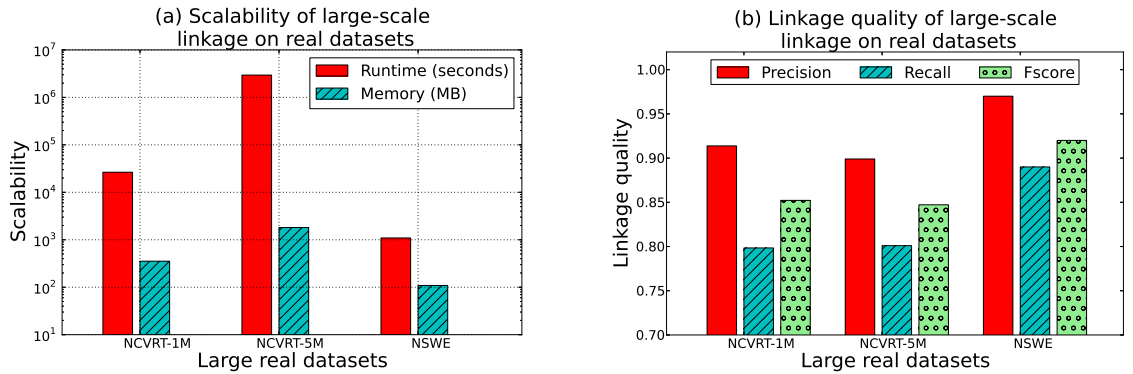 (a) Scalability of large-scale
linkage on real datasets
10^7
10^6
10^5
10^4
10^3
10^2
10^1
Scalability
Runtime (seconds)
Memory (MB)
NCVRT-1M NCVRT-5M NSWE
Large real datasets
(b) Linkage quality of large-scale
linkage on real datasets
1.00
0.95
0.90
0.85
0.80
0.75
0.70
Linkage quality
Precision Recall Fscore
NCVRT-1M NCVRT-5M NSWE
Large real datasets